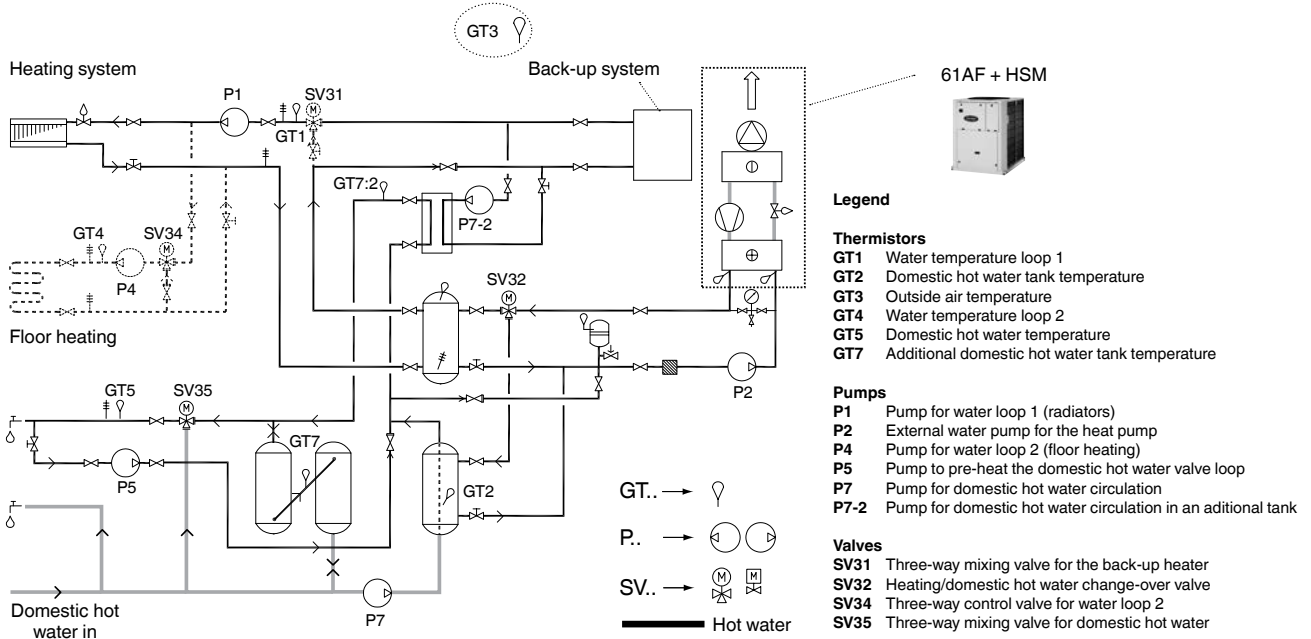 GT3
Heating system
P1
SV31
Back-up system
61AF + HSM
GT1
GT7:2
P7-2
GT4
SV34
P4
SV32
Floor heating
P2
GT5
SV35
GT7
P5
GT2
P7
Domestic hot
water in
GT..
P..
SV..
M
M
Hot water
Legend
Thermistors
GT1 Water temperature loop 1
GT2 Domestic hot water tank temperature
GT3 Outside air temperature
GT4 Water temperature loop 2
GT5 Domestic hot water temperature
GT7 Additional domestic hot water tank temperature
Pumps
P1 Pump for water loop 1 (radiators)
P2 External water pump for the heat pump
P4 Pump for water loop 2 (floor heating)
P5 Pump to pre-heat the domestic hot water valve loop
P7 Pump for domestic hot water circulation
P7-2 Pump for domestic hot water circulation in an aditional tank
Valves
SV31 Three-way mixing valve for the back-up heater
SV32 Heating/domestic hot water change-over valve
SV34 Three-way control valve for water loop 2
SV35 Three-way mixing valve for domestic hot water
M
M
M
M